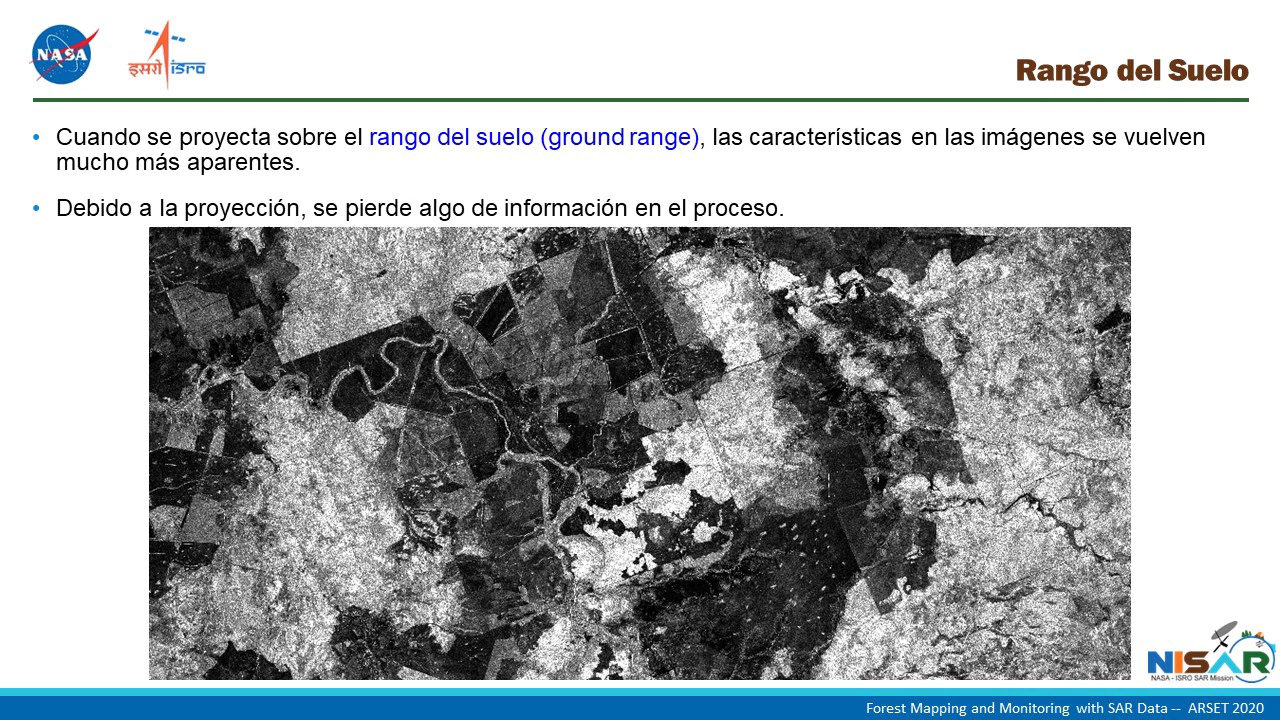 NASA
इसरो isro
Rango del Suelo
• Cuando se proyecta sobre el rango del suelo (ground range), las características en las imágenes se vuelven
mucho más aparentes.
• Debido a la proyección, se pierde algo de información en el proceso.
NISAR
NASA - ISRO SAR Mission
Forest Mapping and Monitoring with SAR Data -- ARSET 2020